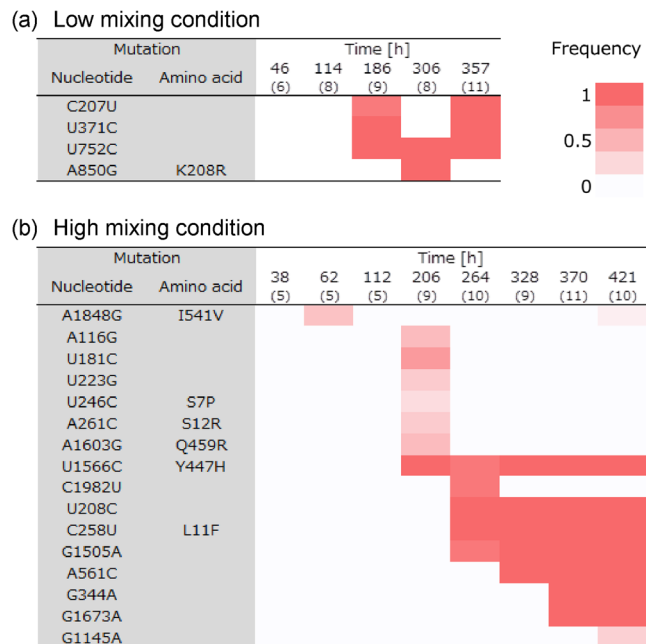 (a) Low mixing condition
Mutation Time [h]
Nucleotide Amino acid 46 114 186 306 357
(6) (8) (9) (8) (11)
C207U
U371C
U752C
A850G K208R
Frequency
1
0.5
0
(b) High mixing condition
Mutation Time [h]
Nucleotide Amino acid 38 62 112 206 264 328 370 421
(5) (5) (5) (9) (10) (9) (11) (10)
A1848G I541V
A116G
U181C
U223G
U246C S7P
A261C S12R
A1603G Q459R
U1566C Y447H
C1982U
U208C
C258U L11F
G1505A
A561C
G344A
G1673A
G1145A